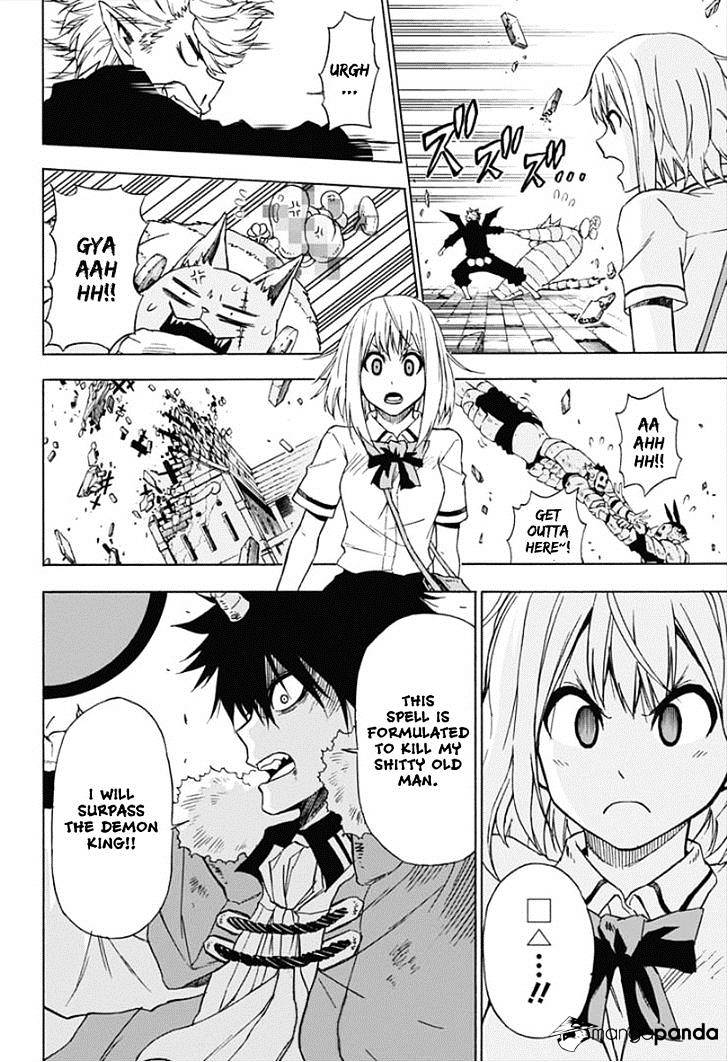 ズズズ
URGH
...
GYA
AAH
HH!!
AA
AHH
HH!!
GET
OUTTA
HERE~!
□△…!!
THIS
SPELL IS
FORMULATED
TO KILL MY
SHITTY OLD
MAN.
I WILL
SURPASS
THE DEMON
KING!!
mangapanda